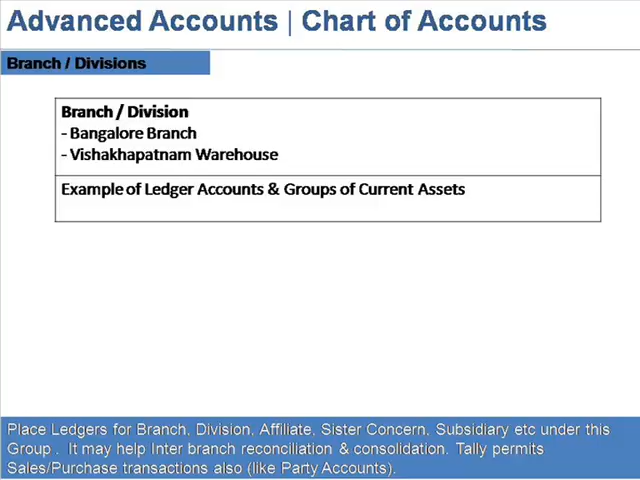 Advanced Accounts | Chart of Accounts
Branch / Divisions
Branch / Division
- Bangalore Branch
- Vishakhapatnam Warehouse
Example of Ledger Accounts & Groups of Current Assets
Place Ledgers for Branch, Division, Affiliate, Sister Concern, Subsidiary etc under this
Group .  It may help Inter branch reconciliation & consolidation. Tally permits
Sales/Purchase transactions also (like Party Accounts).